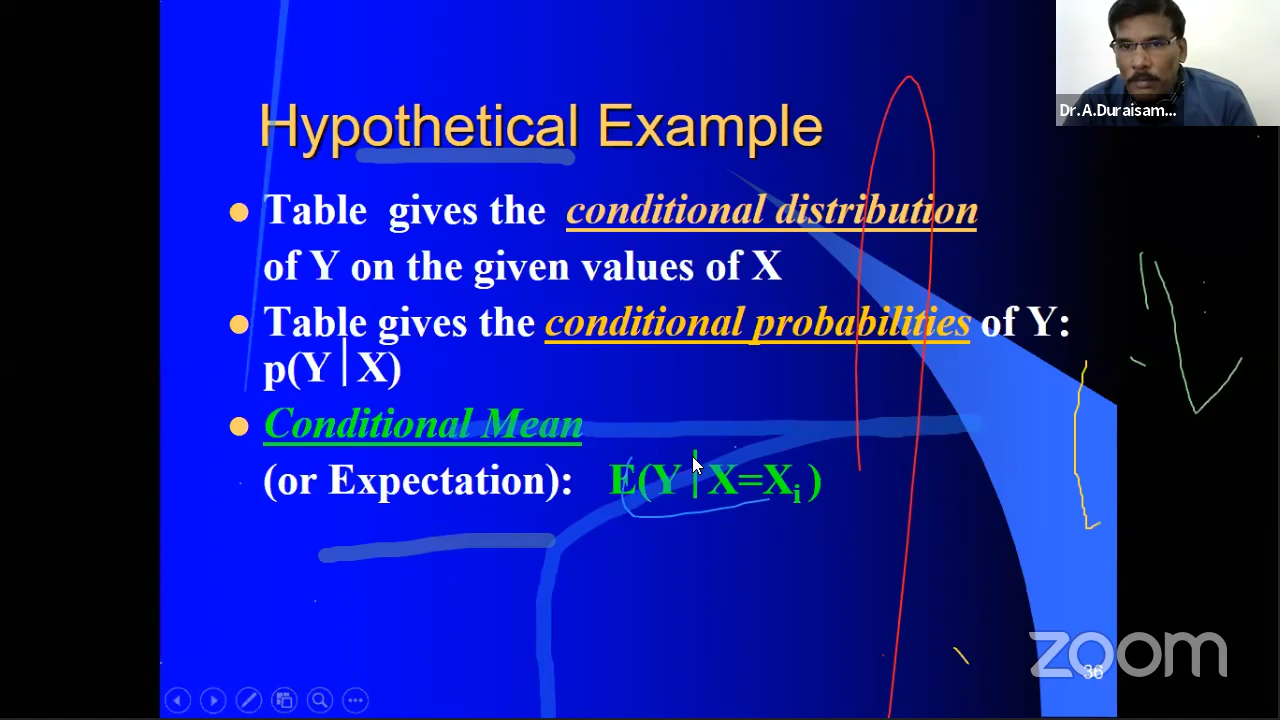 Dr.A.Duraisam...
Hypothetical Example
Table gives the conditional distribution
of Y on the given values of X
Table gives the conditional probabilities of Y:
p(Y│X)
Conditional Mean
(or Expectation): E(Y│X=Xi )
zoom
36